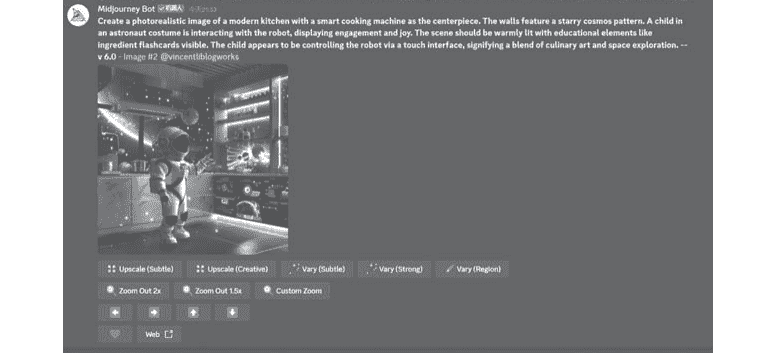 Midjourney Bot
Create a photorealistic image of a modern kitchen with a smart cooking machine as the centerpiece. The walls feature a starry cosmos pattern. A child in
an astronaut costume is interacting with the robot, displaying engagement and joy. The scene should be warmly lit with educational elements like
ingredient flashcards visible. The child appears to be controlling the robot via a touch interface, signifying a blend of culinary art and space exploration. --
v 6.0 - Image #2 @vincentliblogworks
Upscale (Subtle) Upscale (Creative) Vary (Subtle) Vary (Strong) Vary (Region)
Zoom Out 2x Zoom Out 1.5x Custom Zoom
Web